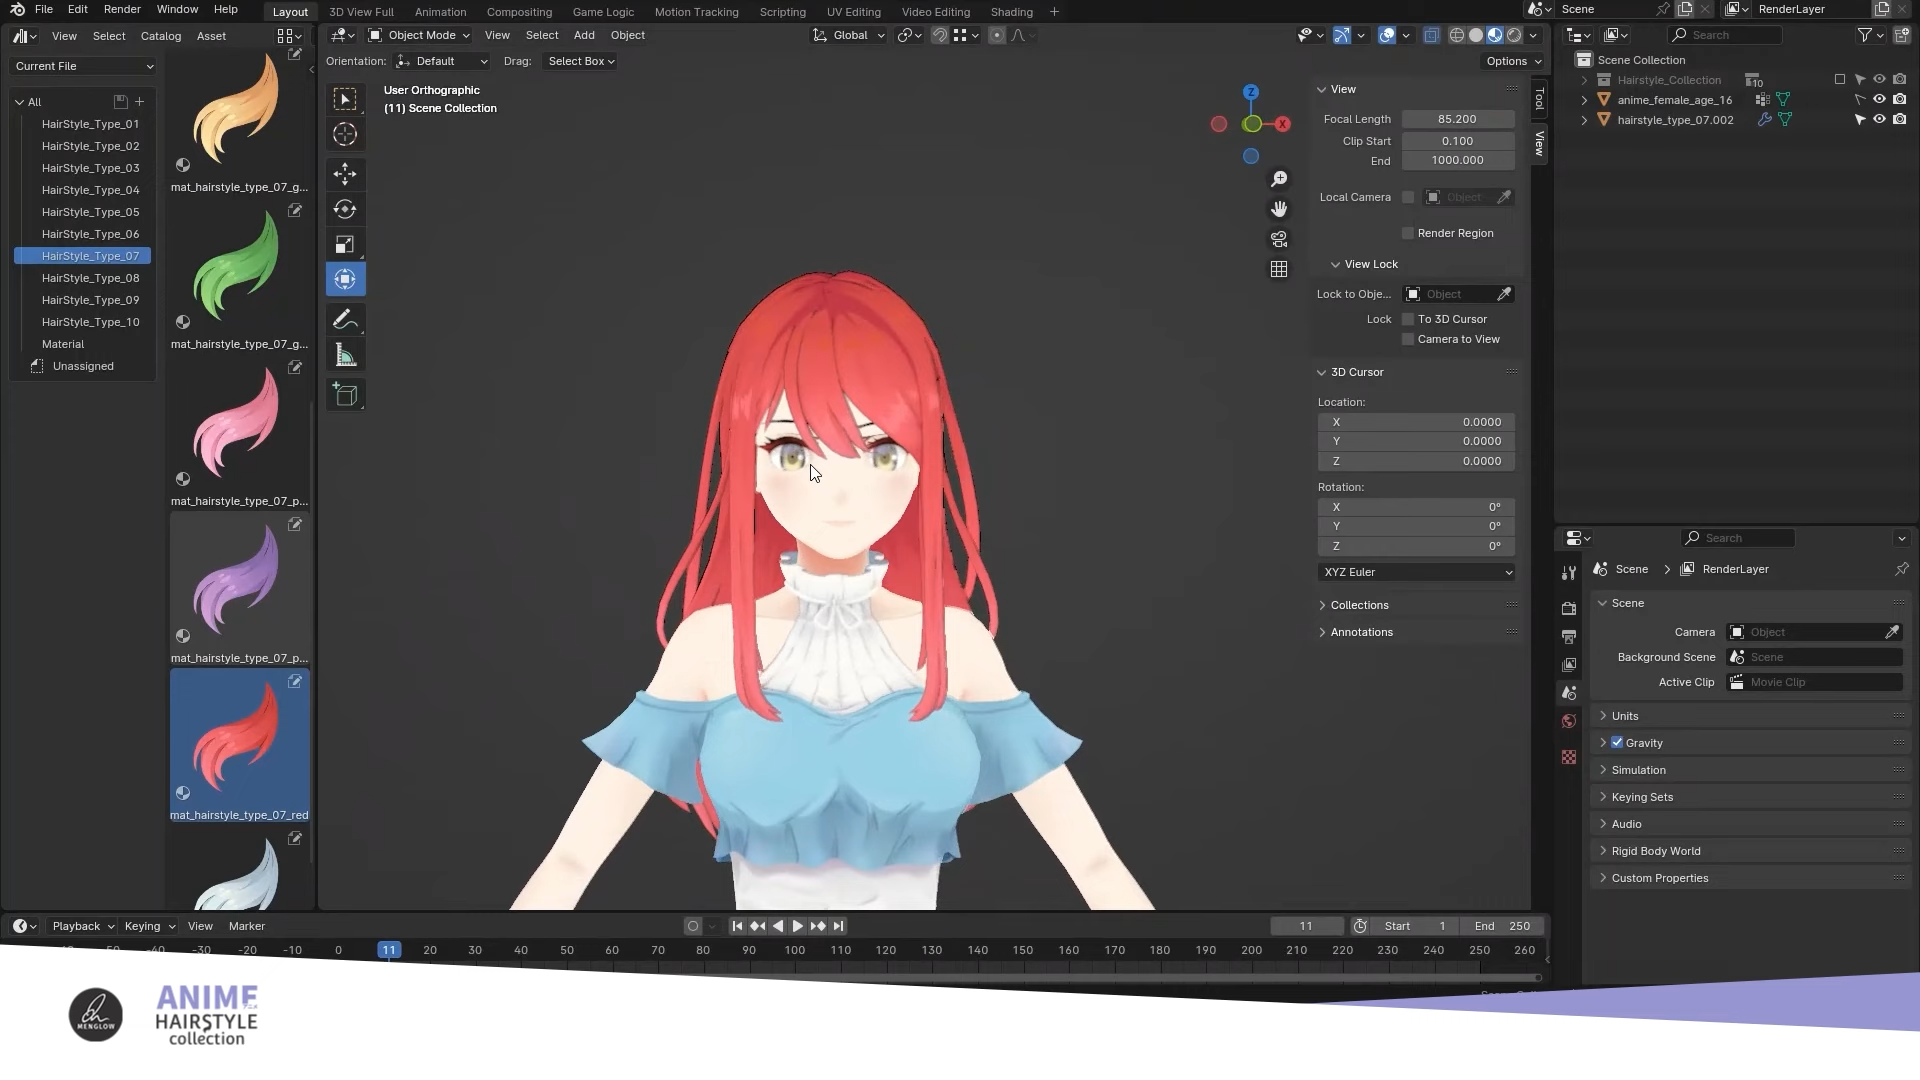 File Edit Render Window Help Layout 3D View Full Animation Compositing Game Logic Motion Tracking Scripting UV Editing Video Editing Shading + Scene RenderLayer
View Select Catalog Asset
Object Mode View Select Add Object Global
Search
Current File
Orientation: Default Drag: Select Box Options
All
HairStyle_Type_01
HairStyle_Type_02
HairStyle_Type_03
HairStyle_Type_04
HairStyle_Type_05
HairStyle_Type_06
HairStyle_Type_07
HairStyle_Type_08
HairStyle_Type_09
HairStyle_Type_10
Material
Unassigned
mat_hairstyle_type_07_g...
mat_hairstyle_type_07_g...
mat_hairstyle_type_07_p...
mat_hairstyle_type_07_p...
mat_hairstyle_type_07_red
User Orthographic
(11) Scene Collection
Z
X
View
Focal Length 85.200
Clip Start 0.100
End 1000.000
Local Camera Object
Render Region
View Lock
Lock to Obje... Object
Lock To 3D Cursor
Camera to View
3D Cursor
Location:
X 0.0000
Y 0.0000
Z 0.0000
Rotation:
X 0°
Y 0°
Z 0°
XYZ Euler
Collections
Annotations
Tool
View
Scene Collection
Hairstyle_Collection 10
anime_female_age_16
hairstyle_type_07.002
Search
Scene > RenderLayer
Scene
Camera Object
Background Scene Scene
Active Clip Movie Clip
Units
Gravity
Simulation
Keying Sets
Audio
Rigid Body World
Custom Properties
Playback Keying View Marker 11 Start 1 End 250
-40 -30 -20 -10 0 11 20 30 40 50 60 70 80 90 100 110 120 130 140 150 160 170 180 190 200 210 220 230 240 250 260
MENGLOW
ANIME
HAIRSTYLE
collection